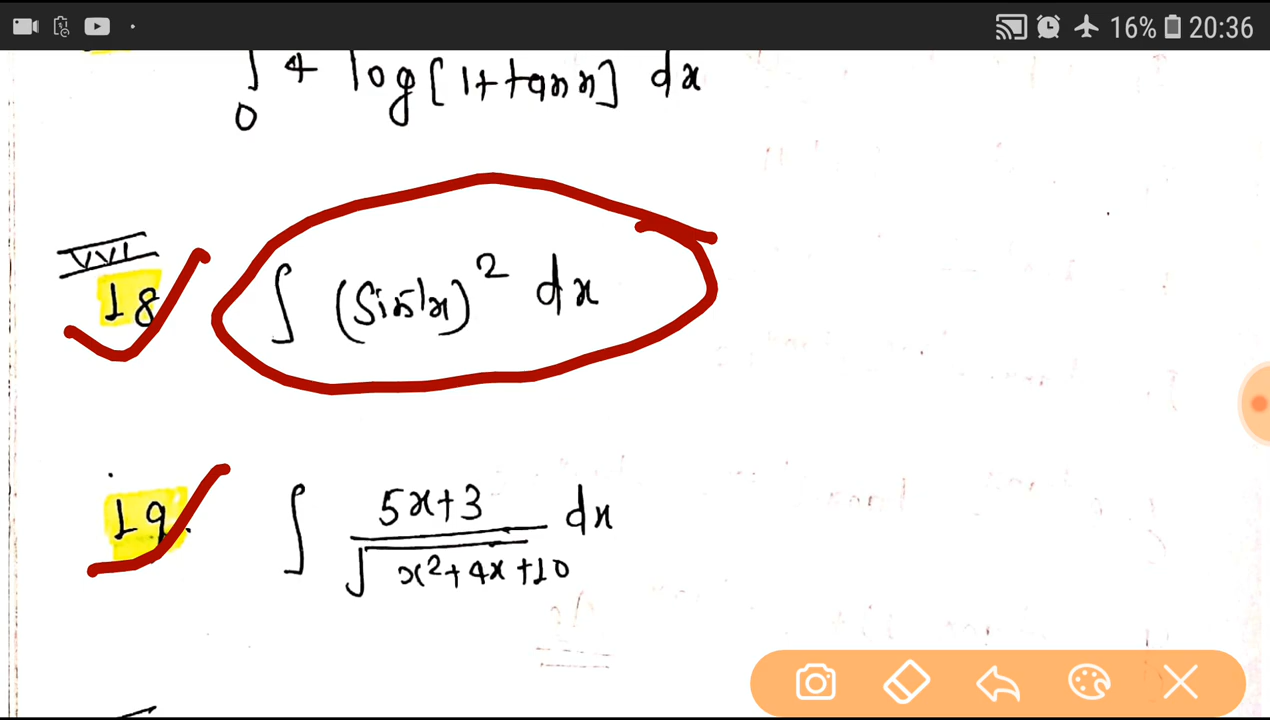 16% 20:36
∫₀ 4 log[1+tanx] dx
VVI
18 ∫ (sin⁻¹x)² dx
19. ∫ 5x+3 / √(x²+4x+10) dx